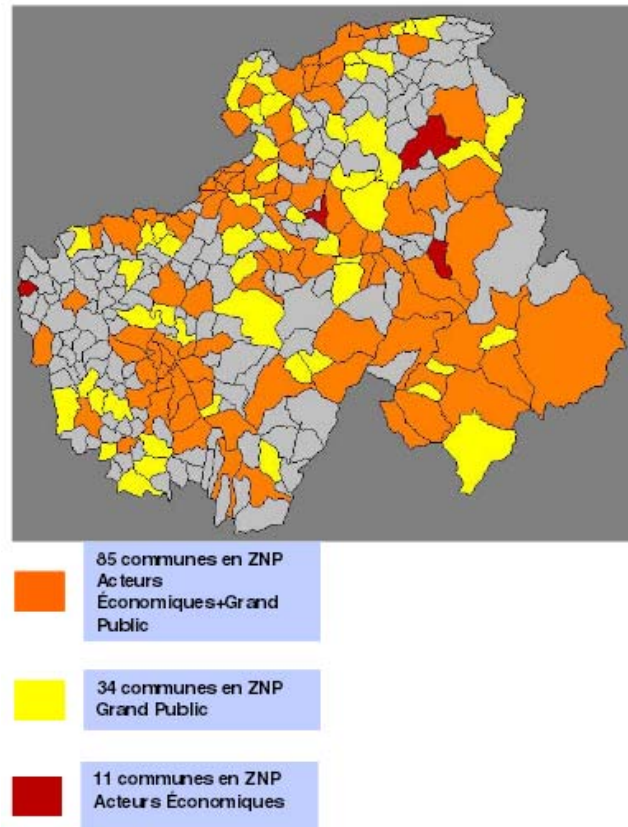 85 communes en ZNP
Acteurs
Économiques+Grand
Public
34 communes en ZNP
Grand Public
11 communes en ZNP
Acteurs Économiques